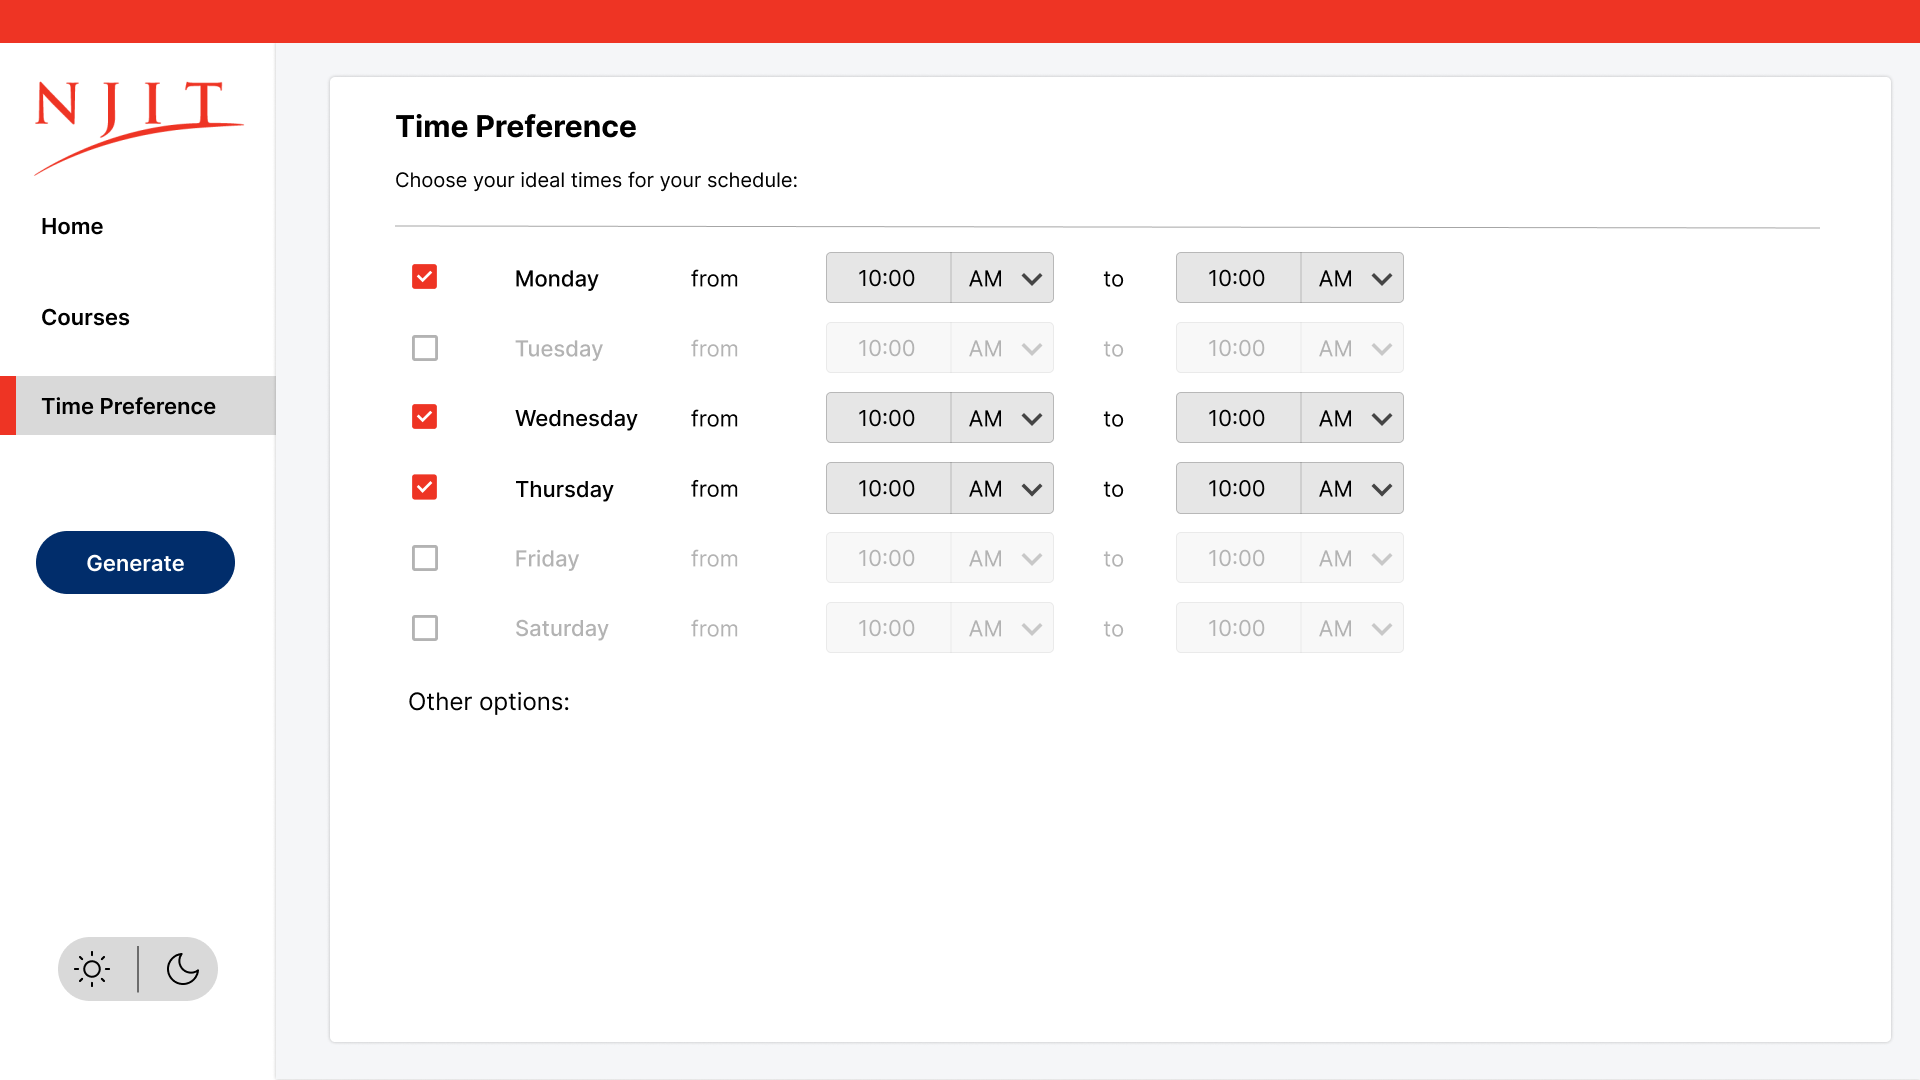 NJIT
Home
Courses
Time Preference
Generate
Time Preference
Choose your ideal times for your schedule:
Monday from 10:00 AM to 10:00 AM
Tuesday from 10:00 AM to 10:00 AM
Wednesday from 10:00 AM to 10:00 AM
Thursday from 10:00 AM to 10:00 AM
Friday from 10:00 AM to 10:00 AM
Saturday from 10:00 AM to 10:00 AM
Other options: